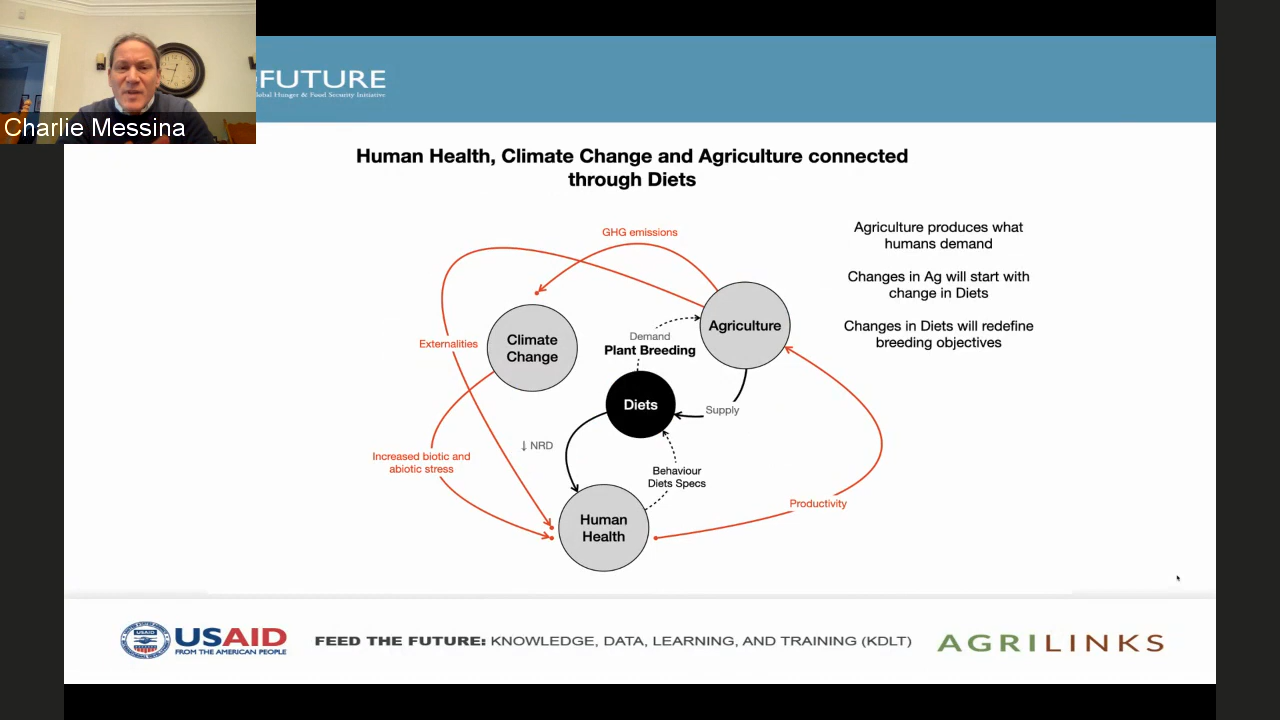 FUTURE
Global Hunger & Food Security Initiative
Charlie Messina
Human Health, Climate Change and Agriculture connected
through Diets
GHG emissions
Agriculture produces what
humans demand
Changes in Ag will start with
change in Diets
Changes in Diets will redefine
breeding objectives
Agriculture
Climate
Change
Demand
Plant Breeding
Externalities
Diets
Supply
↓ NRD
Increased biotic and
abiotic stress
Behaviour
Diets Specs
Productivity
Human
Health
USAID
USAID
FROM THE AMERICAN PEOPLE
FEED THE FUTURE: KNOWLEDGE, DATA, LEARNING, AND TRAINING (KDLT)
AGRILINKS